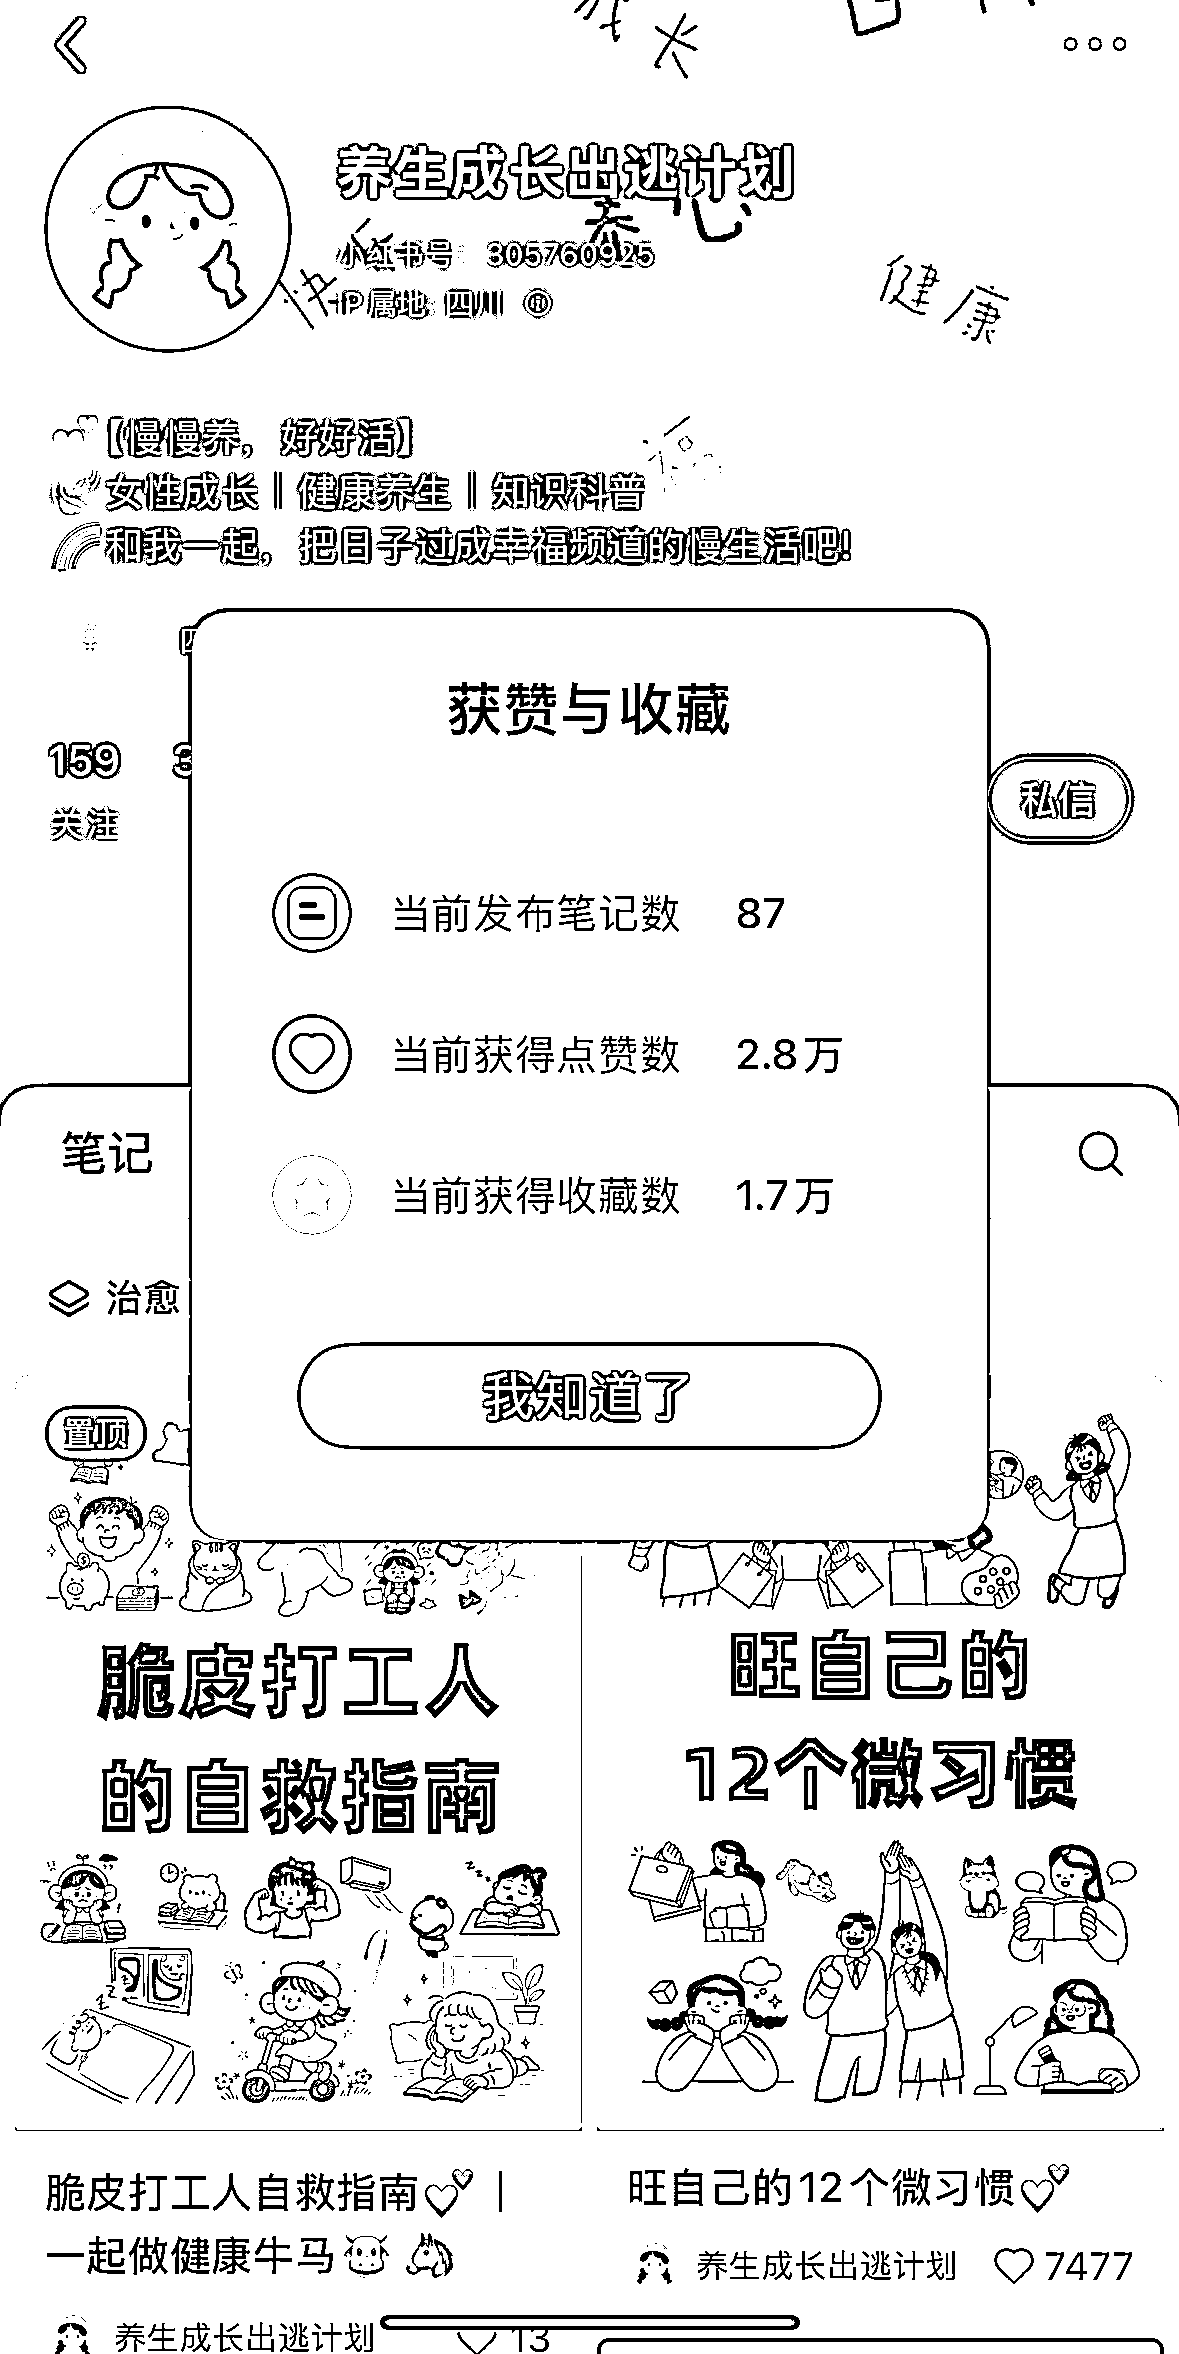 养生成长出逃计划
养心
小红书号：305760925
健康
IP属地：四川
【慢慢养，好好活】
女性成长｜健康养生｜知识科普
和我一起，把日子过成幸福频道的慢生活吧！
获赞与收藏
159
关注
私信
当前发布笔记数 87
当前获得点赞数 2.8万
笔记
当前获得收藏数 1.7万
治愈
我知道了
置顶
脆皮打工人
的自救指南
旺自己的
12个微习惯
脆皮打工人自救指南💕｜
一起做健康牛马🐮🐴
养生成长出逃计划 13
旺自己的12个微习惯💕
养生成长出逃计划 7477